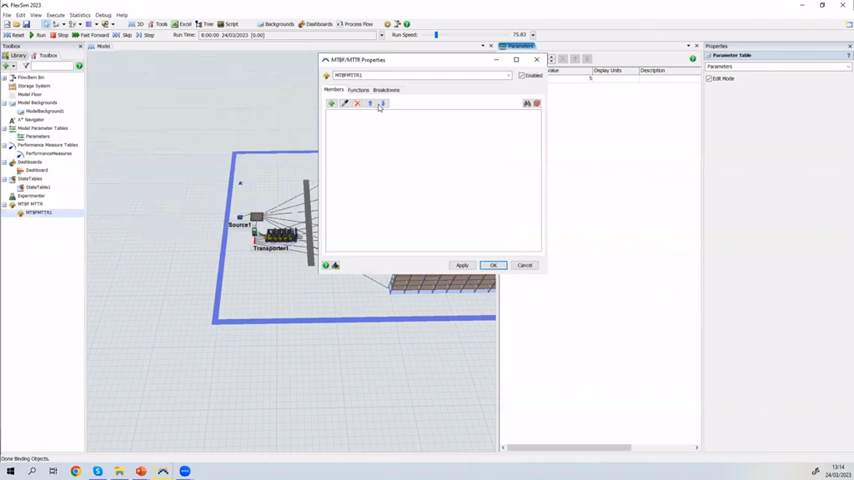 FlexSim 2023
File Edit View Build Execute Statistics Debug Help
3D Tools Excel Tree Script Backgrounds Dashboards Process Flow
Reset Run Stop Fast Forward Skip Step Run Time: 8:00:00 24/03/2023 [0.00] Run Speed: 75.83
Toolbox
Library Toolbox
FlowItem Bin
Storage System
Model Floor
Model Backgrounds
ModelBackground1
A* Navigator
Model Parameter Tables
Parameters
Performance Measure Tables
PerformanceMeasures
Dashboards
Dashboard
StateTables
StateTable1
Experimenter
MTBF MTTR
MTBFMTTR1
Model
Source1
Transporter1
MTBF/MTTR Properties
MTBFMTTR1 Enabled
Members Functions Breakdowns
Apply OK Cancel
Parameters
Value Display Units Description
5
Properties
Parameter Table
Parameters
Edit Mode
Done Binding Objects.
13:14
24/03/2023